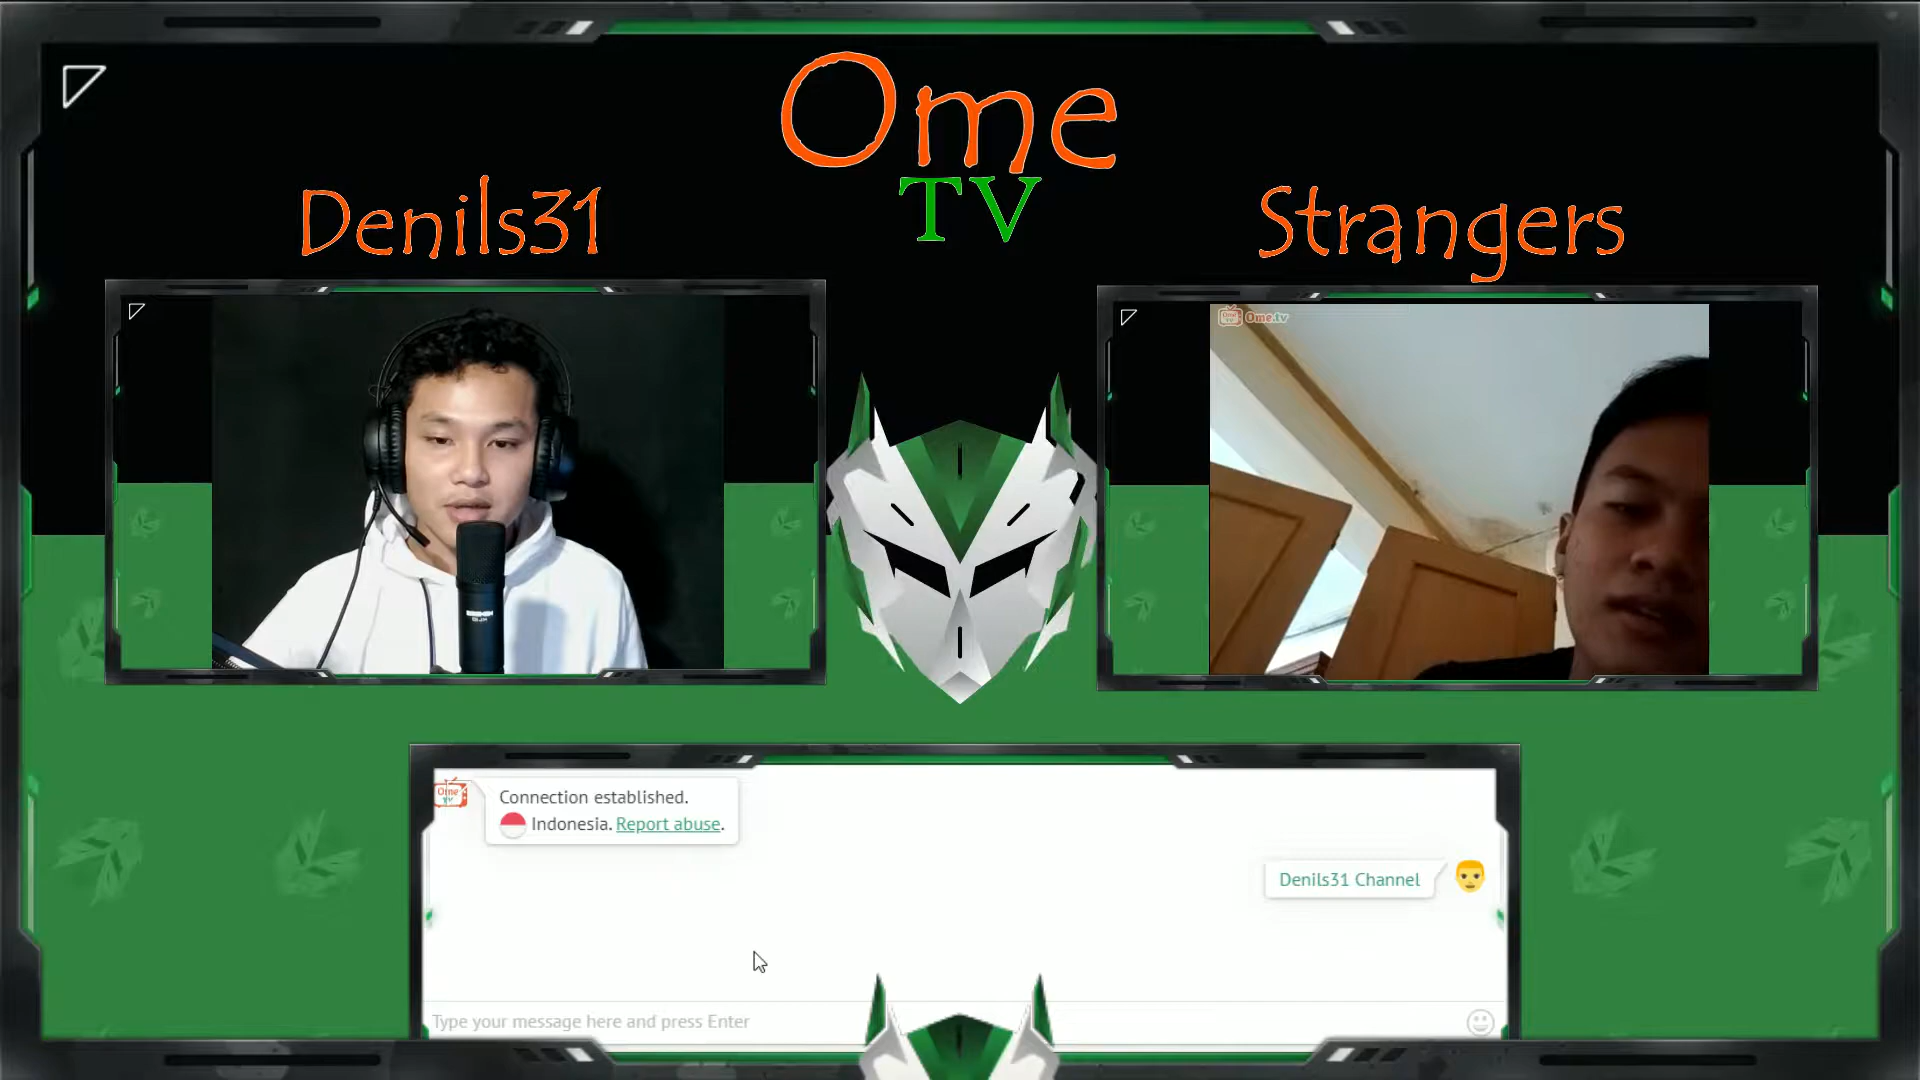 Ome
TV
Denils31
Strangers
Ome.tv
Connection established.
Indonesia. Report abuse.
Denils31 Channel
Type your message here and press Enter